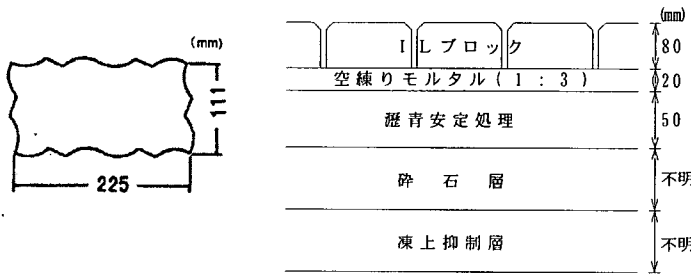 (mm)
111
225
(mm)
ILブロック
80
空練りモルタル(1:3)
20
瀝青安定処理
50
砕石層
不明
凍上抑制層
不明